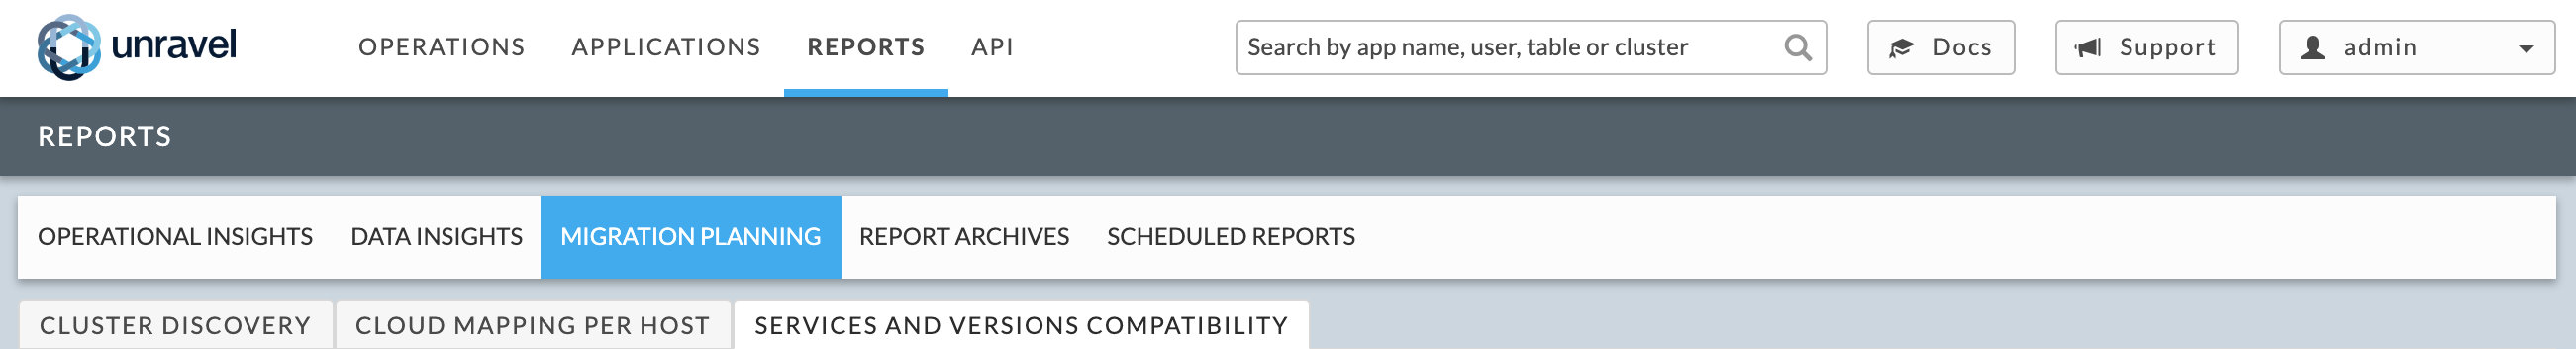 unravel OPERATIONS APPLICATIONS REPORTS API Search by app name, user, table or cluster Docs Support admin
REPORTS
OPERATIONAL INSIGHTS DATA INSIGHTS MIGRATION PLANNING REPORT ARCHIVES SCHEDULED REPORTS
CLUSTER DISCOVERY CLOUD MAPPING PER HOST SERVICES AND VERSIONS COMPATIBILITY